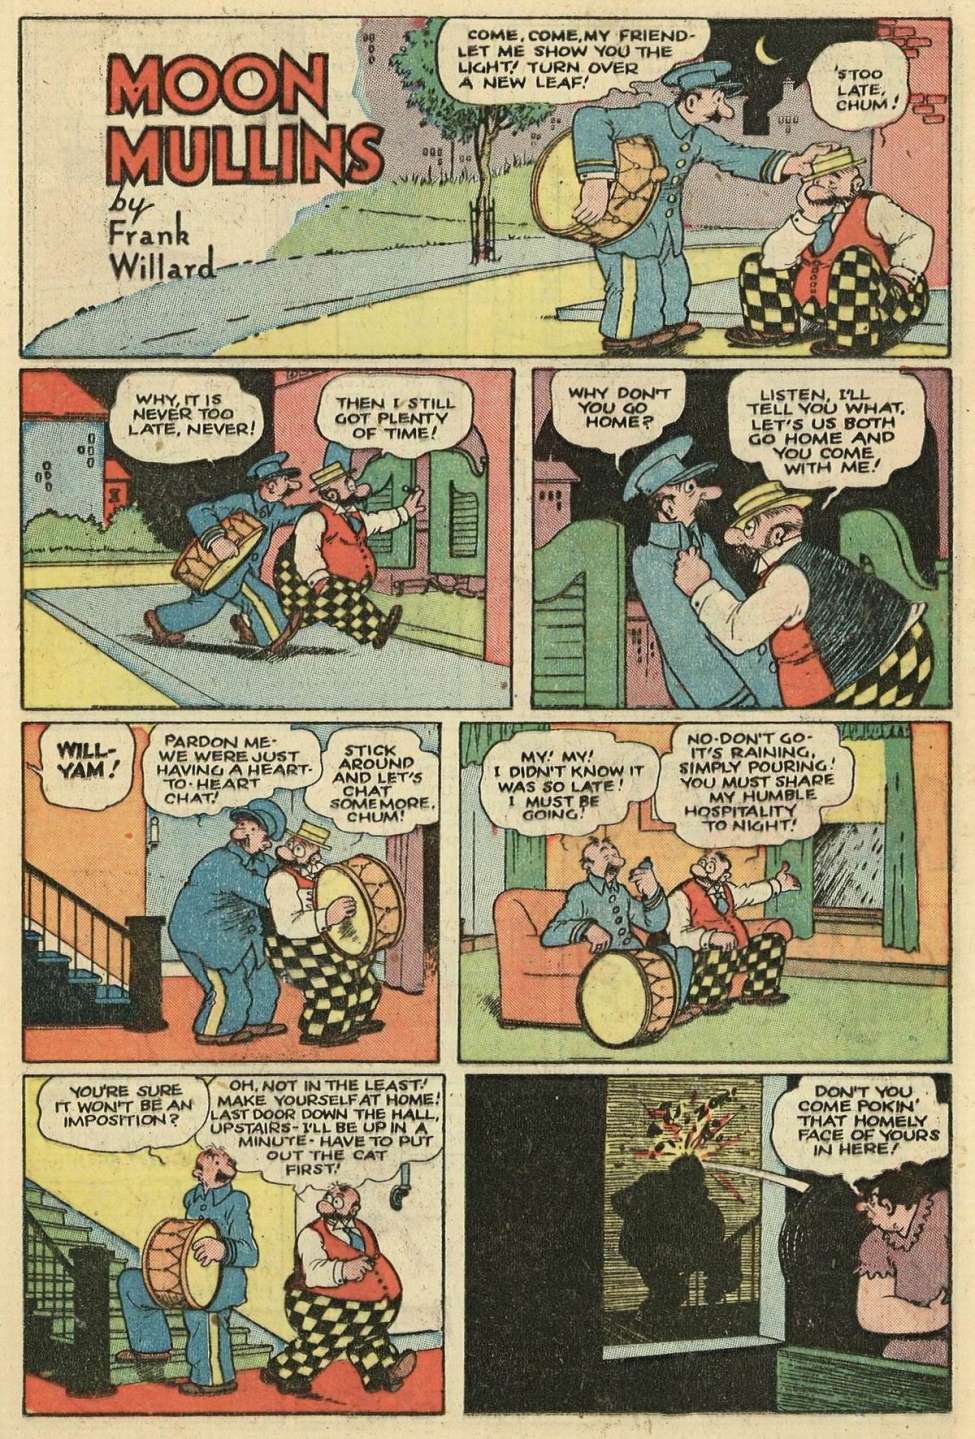 MOON
MULLINS
by
Frank
Willard
COME, COME, MY FRIEND-
LET ME SHOW YOU THE
LIGHT! TURN OVER
A NEW LEAF!
'STOO
LATE,
CHUM!
WHY, IT IS
NEVER TOO
LATE, NEVER!
THEN I STILL
GOT PLENTY
OF TIME!
WHY DON'T
YOU GO
HOME?
LISTEN, I'LL
TELL YOU WHAT.
LET'S US BOTH
GO HOME AND
YOU COME
WITH ME!
WILL-
YAM!
PARDON ME-
WE WERE JUST
HAVING A HEART-
TO-HEART
CHAT!
STICK
AROUND
AND LET'S
CHAT
SOME MORE,
CHUM!
MY! MY!
I DIDN'T KNOW IT
WAS SO LATE!
I MUST BE
GOING!
NO-DON'T GO-
IT'S RAINING,
SIMPLY POURING!
YOU MUST SHARE
MY HUMBLE
HOSPITALITY
TO NIGHT!
YOU'RE SURE
IT WON'T BE AN
IMPOSITION?
OH, NOT IN THE LEAST!
MAKE YOURSELF AT HOME!
LAST DOOR DOWN THE HALL,
UPSTAIRS-I'LL BE UP IN A
MINUTE-HAVE TO PUT
OUT THE CAT
FIRST!
DON'T YOU
COME POKIN'
THAT HOMELY
FACE OF YOURS
IN HERE!